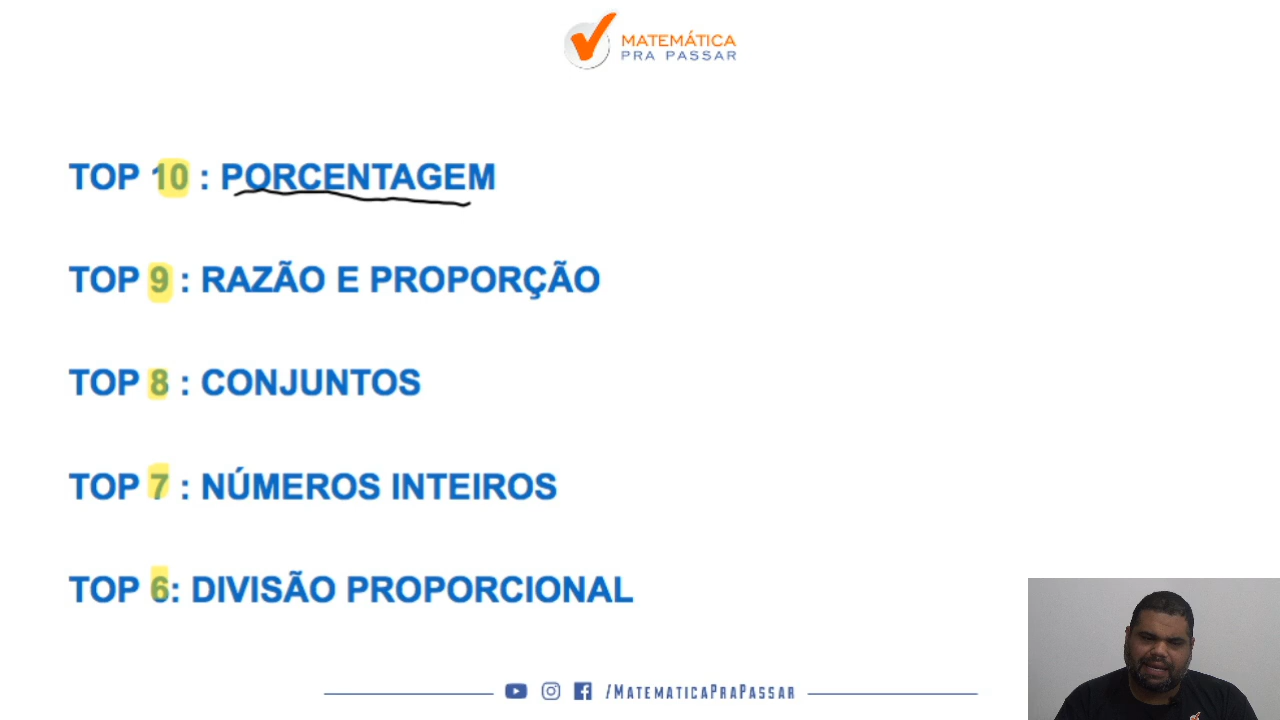 MATEMÁTICA
PRA PASSAR
TOP 10 : PORCENTAGEM
TOP 9 : RAZÃO E PROPORÇÃO
TOP 8 : CONJUNTOS
TOP 7 : NÚMEROS INTEIROS
TOP 6: DIVISÃO PROPORCIONAL
/MATEMATICAPRAPASSAR